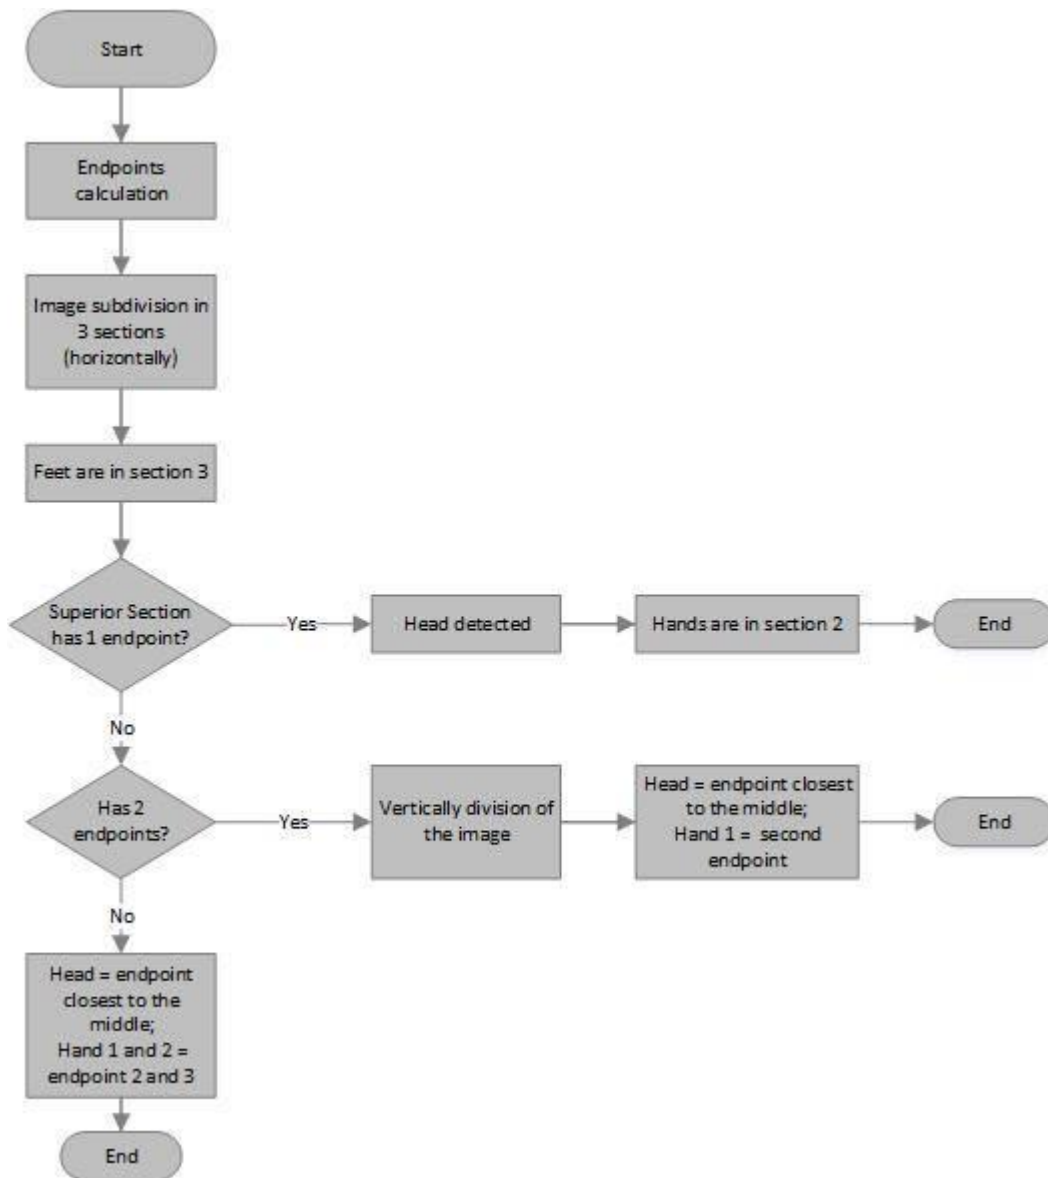 Start
Endpoints
calculation
Image subdivision in
3 sections
(horizontally)
Feet are in section 3
Superior Section
has 1 endpoint?
Yes
Head detected
Hands are in section 2
End
No
Has 2
endpoints?
Yes
Vertically division of
the image
Head = endpoint closest
to the middle;
Hand 1 = second
endpoint
End
No
Head = endpoint
closest to the
middle;
Hand 1 and 2 =
endpoint 2 and 3
End